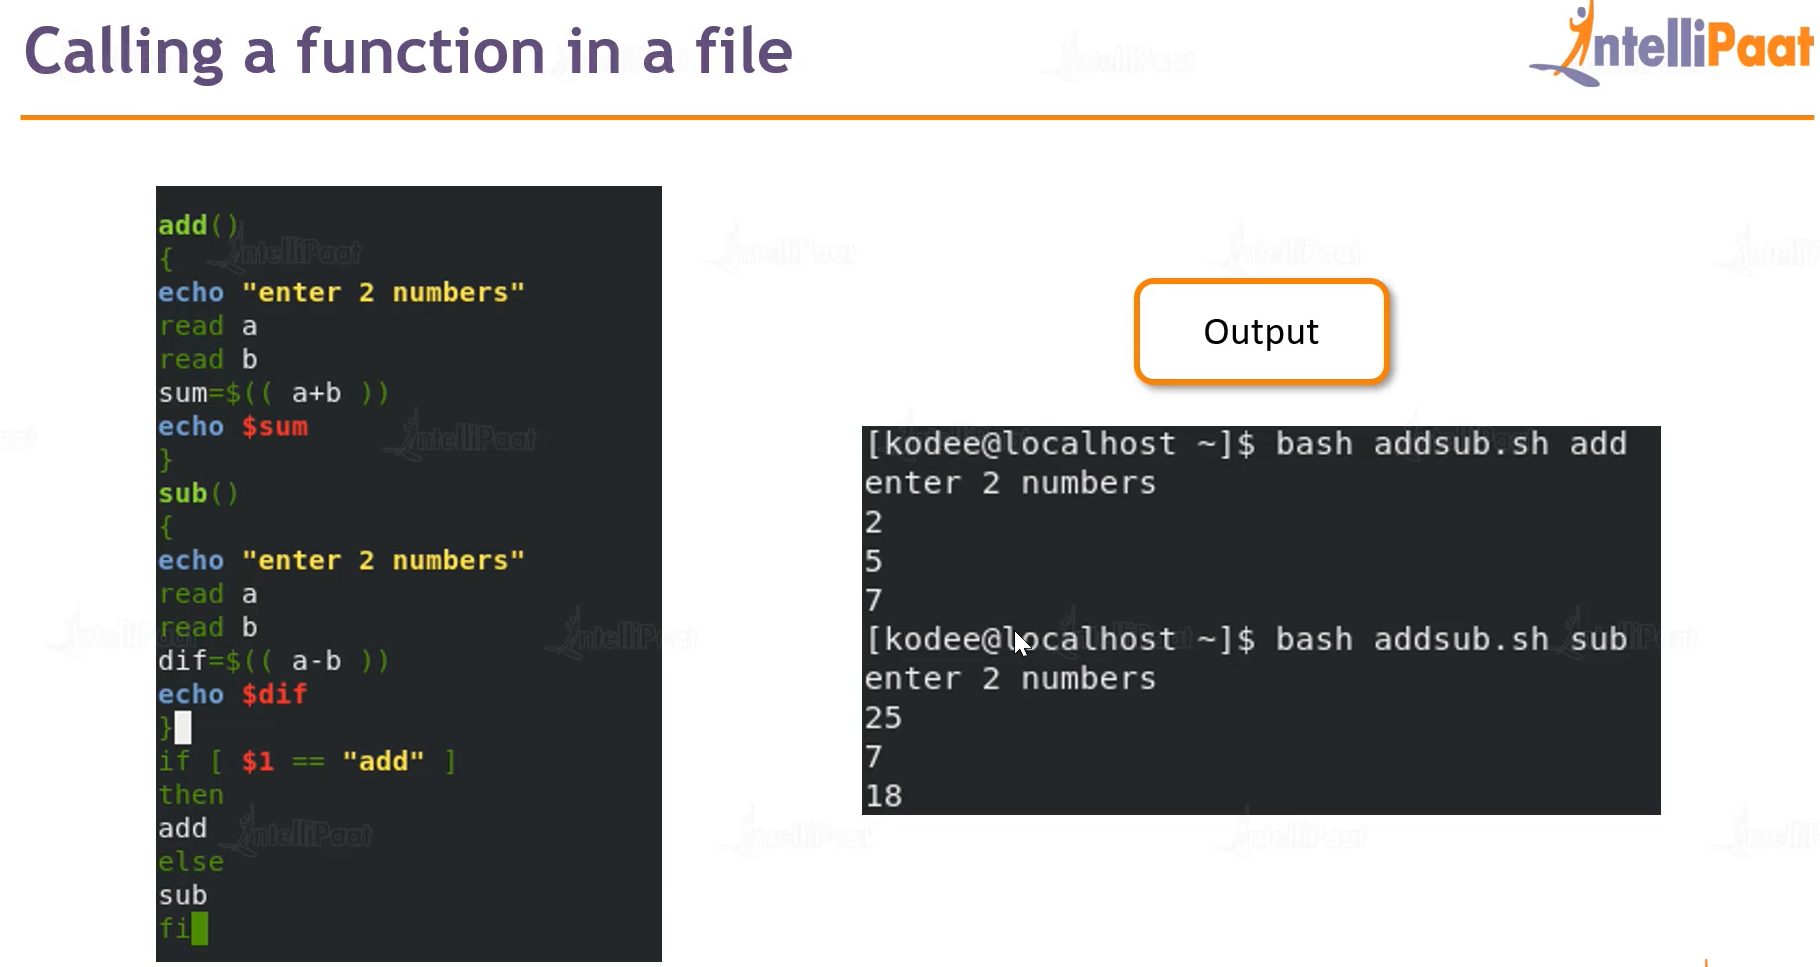 Calling a function in a file
IntelliPaat
add()
{
echo "enter 2 numbers"
read a
read b
sum=$(( a+b ))
echo $sum
}
sub()
{
echo "enter 2 numbers"
read a
read b
dif=$(( a-b ))
echo $dif
}
if [ $1 == "add" ]
then
add
else
sub
fi
Output
[kodee@localhost ~]$ bash addsub.sh add
enter 2 numbers
2
5
7
[kodee@localhost ~]$ bash addsub.sh sub
enter 2 numbers
25
7
18